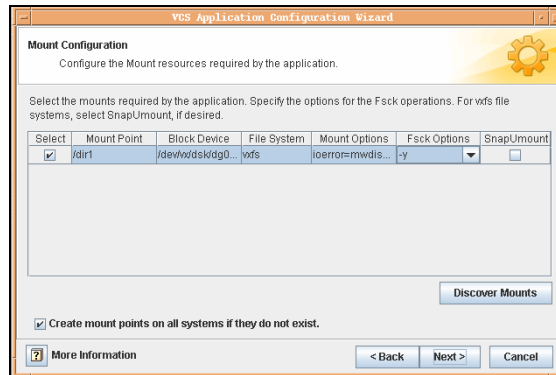 VCS Application Configuration Wizard
Mount Configuration
Configure the Mount resources required by the application.
Select the mounts required by the application. Specify the options for the Fsck operations. For vxfs file
systems, select SnapUmount, if desired.
Select Mount Point Block Device File System Mount Options Fsck Options SnapUmount
/dir1 /dev/vx/dsk/dg0... vxfs ioerror=mwdis... -y
Discover Mounts
Create mount points on all systems if they do not exist.
? More Information < Back Next > Cancel